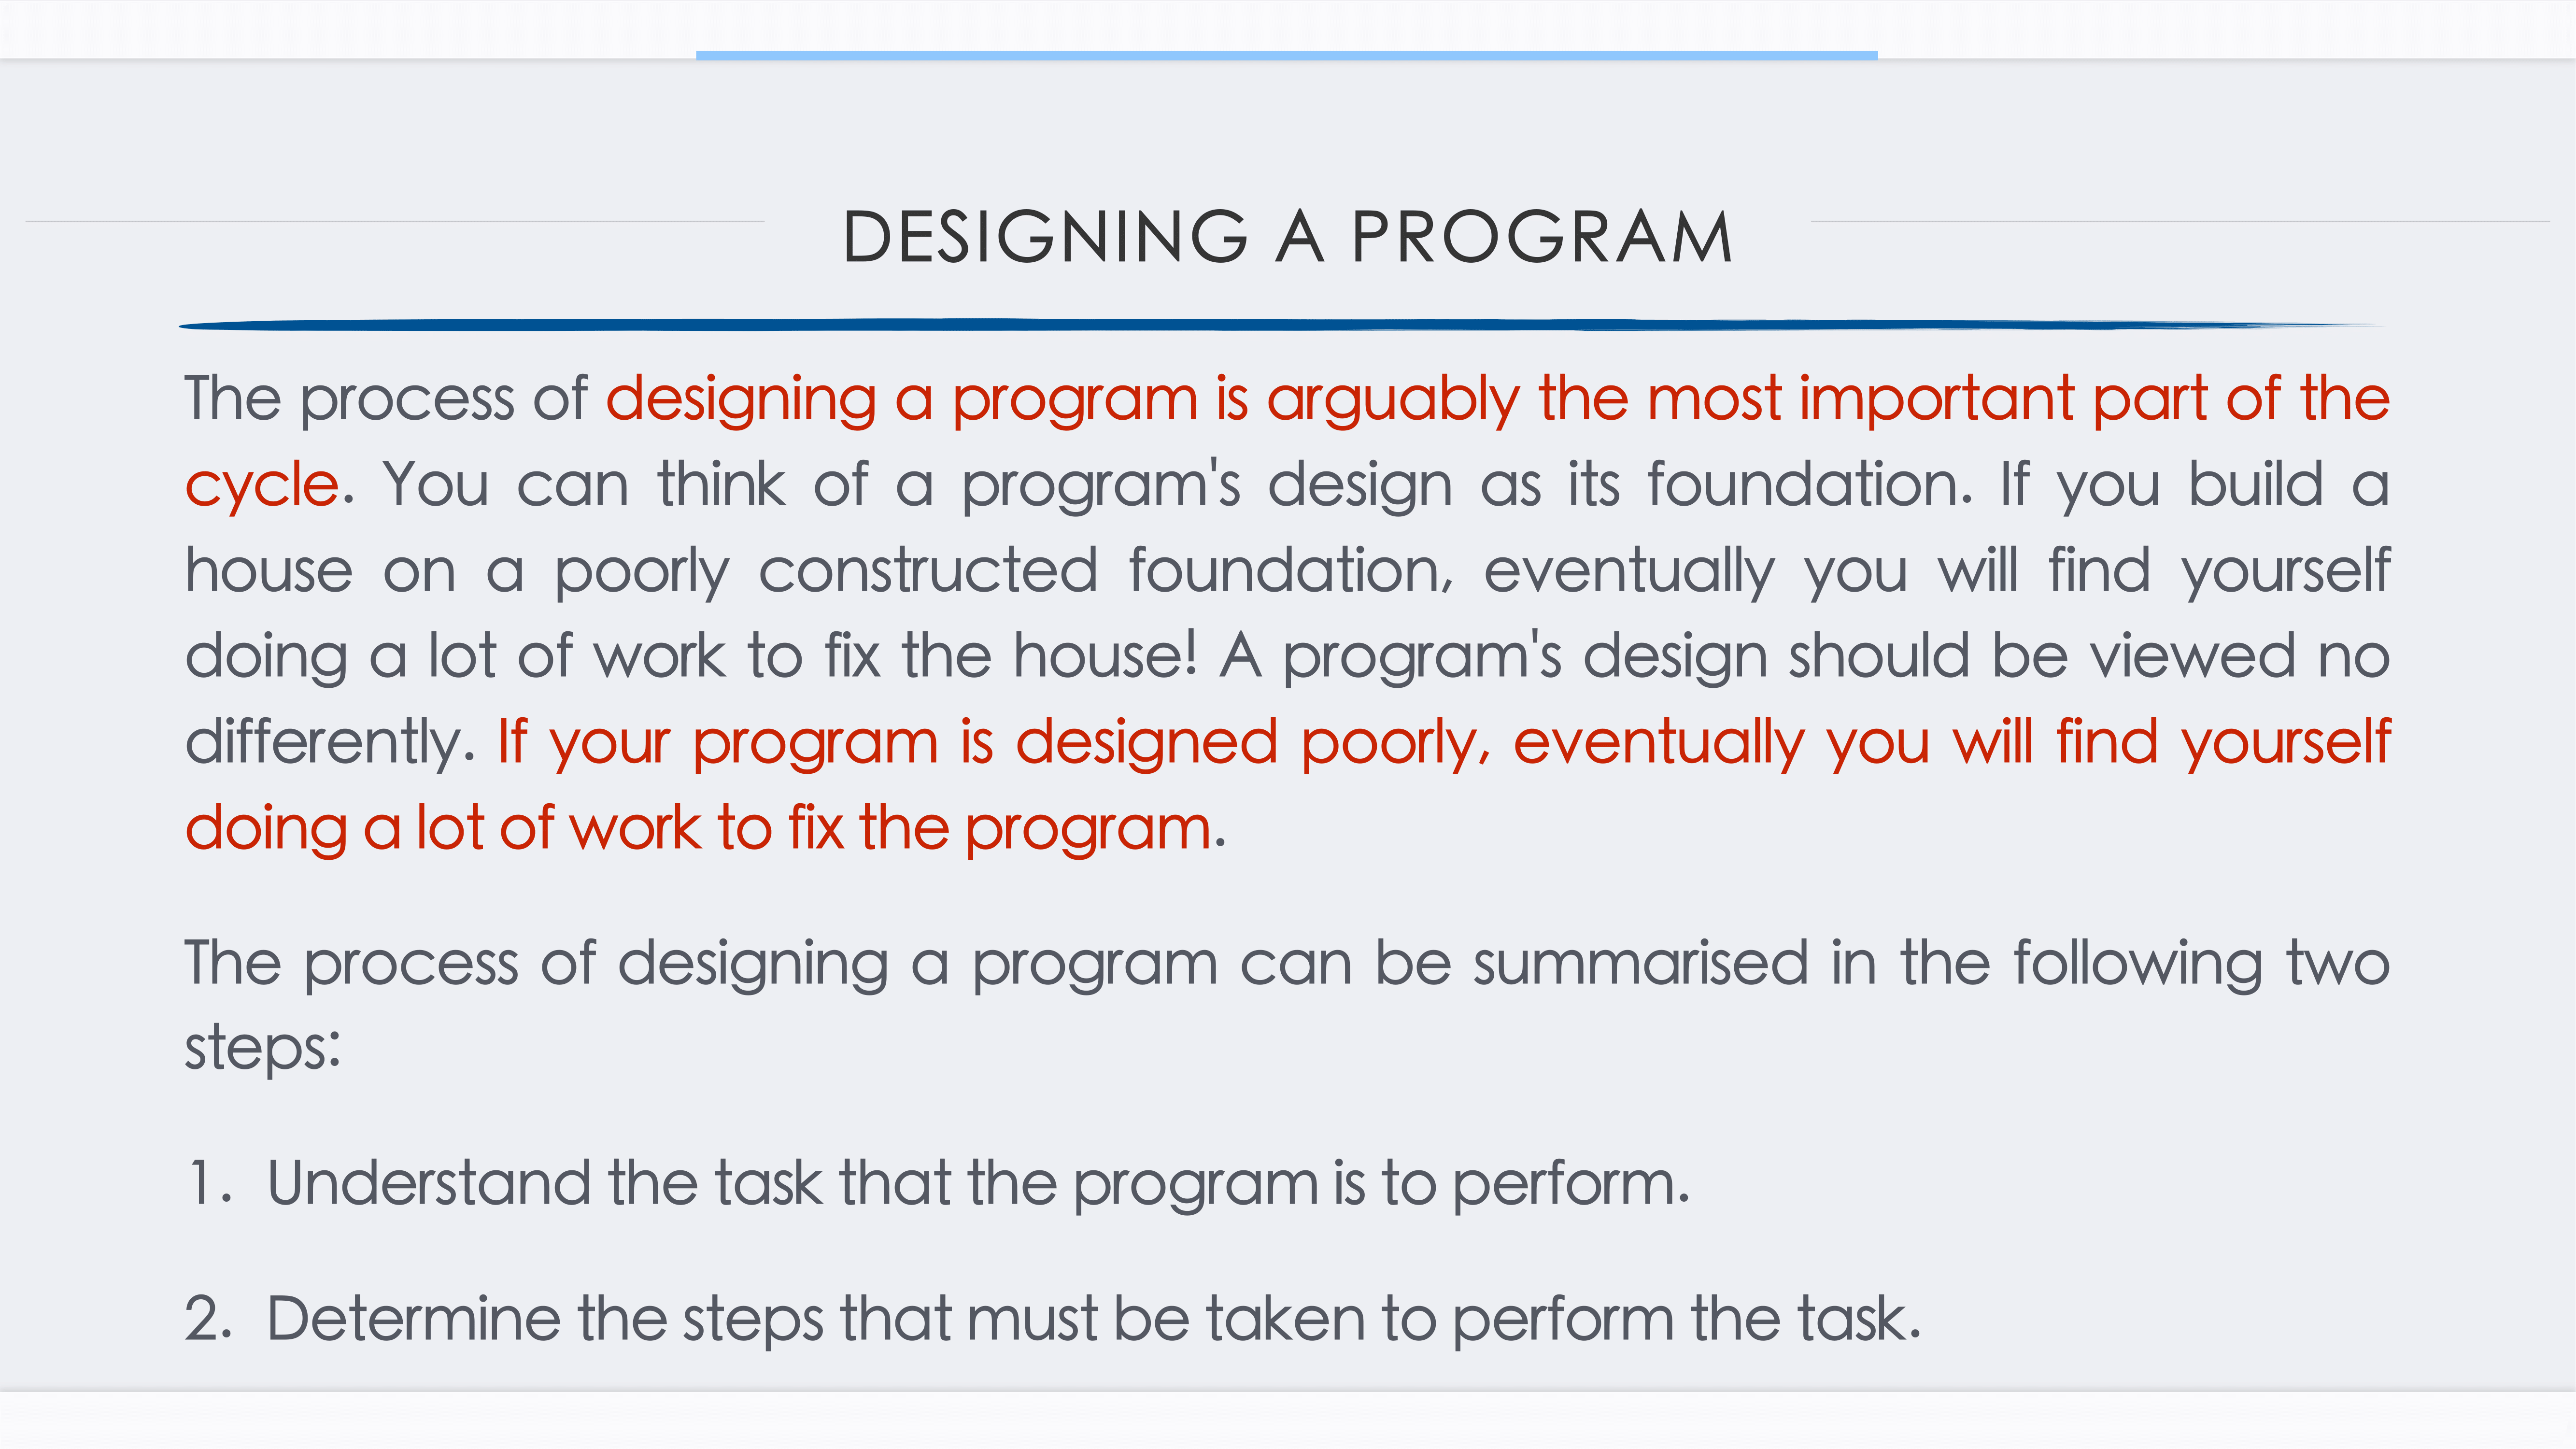 DESIGNING A PROGRAM
The process of designing a program is arguably the most important part of the
cycle. You can think of a program's design as its foundation. If you build a
house on a poorly constructed foundation, eventually you will find yourself
doing a lot of work to fix the house! A program's design should be viewed no
differently. If your program is designed poorly, eventually you will find yourself
doing a lot of work to fix the program.
The process of designing a program can be summarised in the following two
steps:
1. Understand the task that the program is to perform.
2. Determine the steps that must be taken to perform the task.